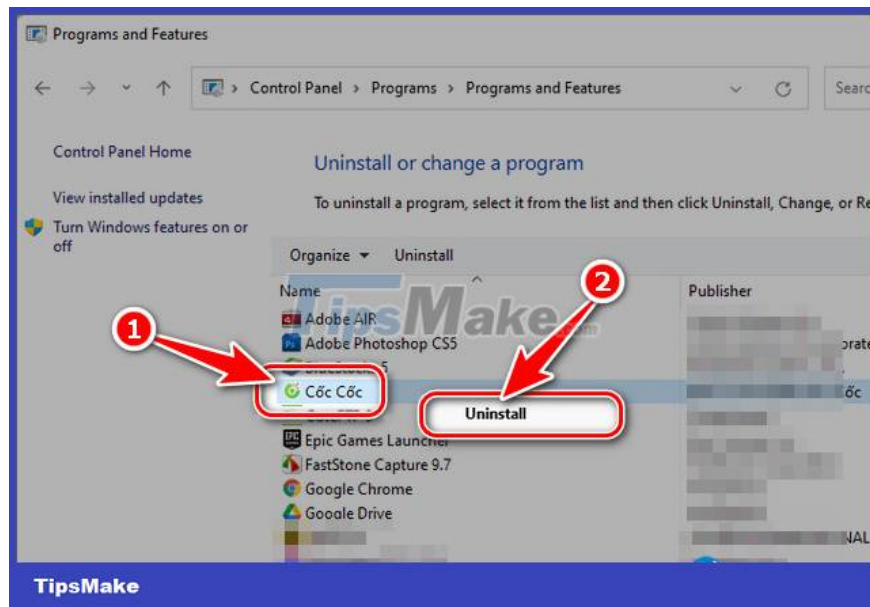 Programs and Features
Control Panel > Programs > Programs and Features
Control Panel Home
Uninstall or change a program
View installed updates
To uninstall a program, select it from the list and then click Uninstall, Change, or Re
Turn Windows features on or
off
Organize Uninstall
2
Name Publisher
TipsMake.com
1
Adobe AIR
Adobe Photoshop CS5
Cốc Cốc
ốc
Uninstall
Epic Games Launcher
FastStone Capture 9.7
Google Chrome
Google Drive
TipsMake